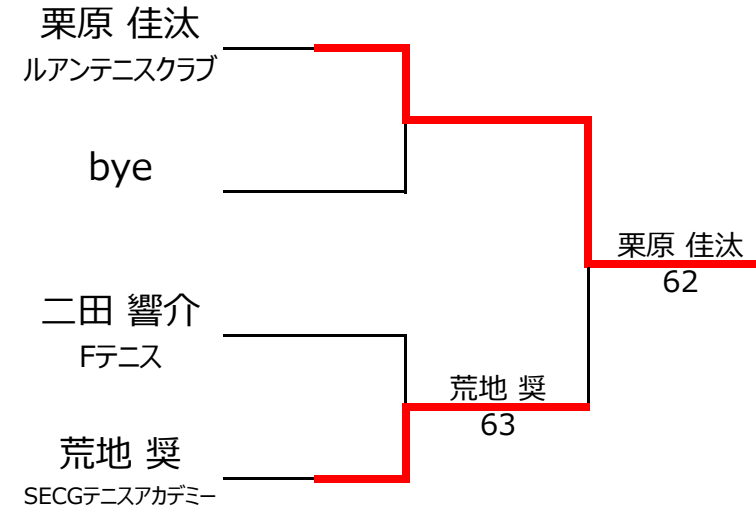 栗原 佳汰
ルアンテニスクラブ
bye
二田 響介
Fテニス
荒地 奨
SECGテニスアカデミー
荒地 奨
63
栗原 佳汰
62